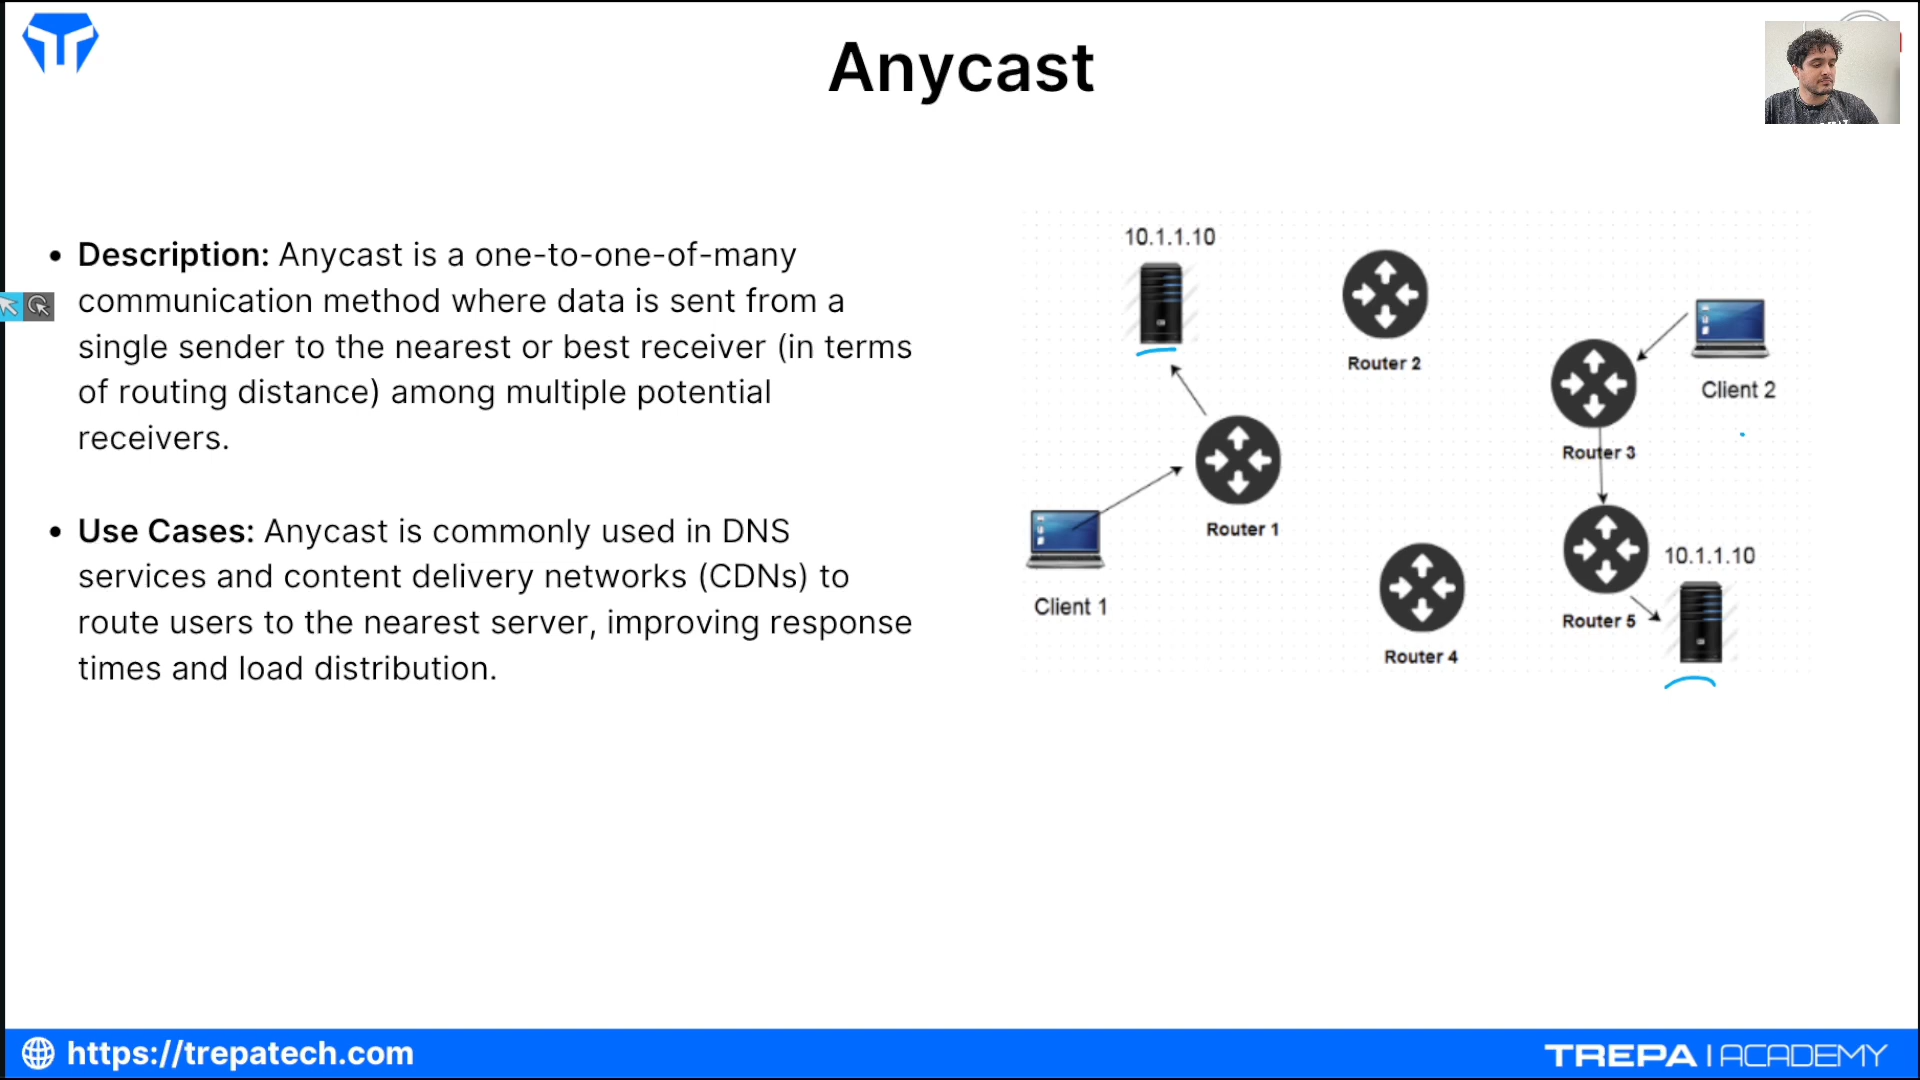 Anycast
• Description: Anycast is a one-to-one-of-many
communication method where data is sent from a
single sender to the nearest or best receiver (in terms
of routing distance) among multiple potential
receivers.
• Use Cases: Anycast is commonly used in DNS
services and content delivery networks (CDNs) to
route users to the nearest server, improving response
times and load distribution.
10.1.1.10
Router 2
Client 2
Router 3
Router 1
10.1.1.10
Client 1
Router 5
Router 4
https://trepatech.com
TREPA | ACADEMY